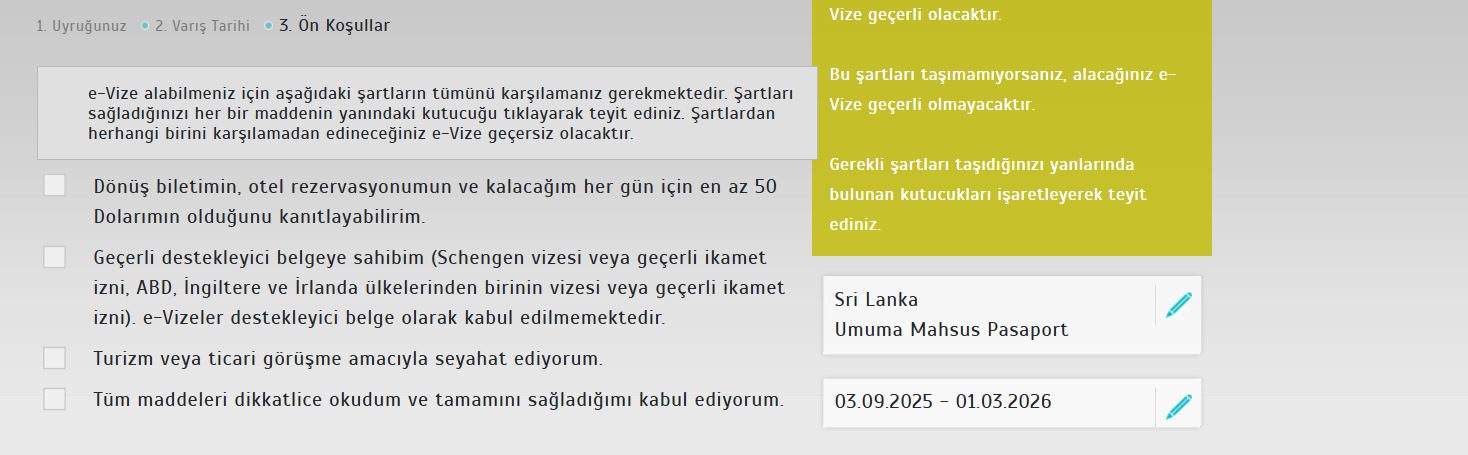 1. Uyruğunuz 2. Varış Tarihi 3. Ön Koşullar
e-Vize alabilmeniz için aşağıdaki şartların tümünü karşılamanız gerekmektedir. Şartları
sağladığınızı her bir maddenin yanındaki kutucuğu tıklayarak teyit ediniz. Şartlardan
herhangi birini karşılamadan edineceğiniz e-Vize geçersiz olacaktır.
Dönüş biletimin, otel rezervasyonumun ve kalacağım her gün için en az 50
Dolarımın olduğunu kanıtlayabilirim.
Geçerli destekleyici belgeye sahibim (Schengen vizesi veya geçerli ikamet
izni, ABD, İngiltere ve İrlanda ülkelerinden birinin vizesi veya geçerli ikamet
izni). e-Vizeler destekleyici belge olarak kabul edilmemektedir.
Turizm veya ticari görüşme amacıyla seyahat ediyorum.
Tüm maddeleri dikkatlice okudum ve tamamını sağladığımı kabul ediyorum.
Vize geçerli olacaktır.
Bu şartları taşımamıyorsanız, alacağınız e-
Vize geçerli olmayacaktır.
Gerekli şartları taşıdığınızı yanlarında
bulunan kutucukları işaretleyerek teyit
ediniz.
Sri Lanka
Umuma Mahsus Pasaport
03.09.2025 - 01.03.2026